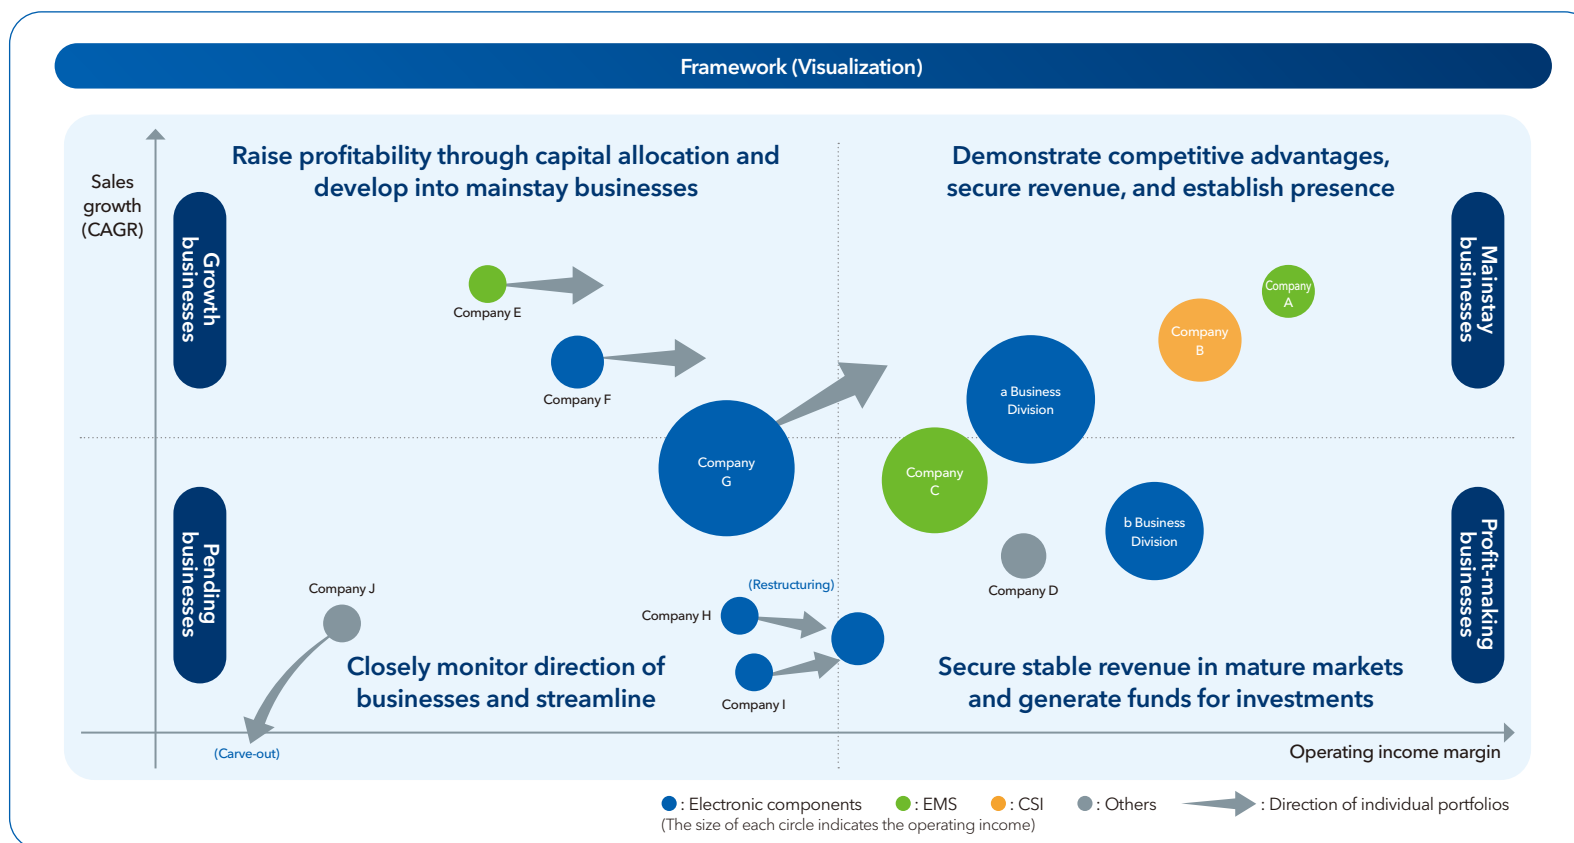 Framework (Visualization)
Sales
growth
(CAGR)
Raise profitability through capital allocation and
develop into mainstay businesses
Demonstrate competitive advantages,
secure revenue, and establish presence
Growth
businesses
Mainstay
businesses
Company E
Company F
Company
G
Company
A
Company
B
a Business
Division
Company
C
b Business
Division
Company D
Pending
businesses
Profit-making
businesses
Company J
(Restructuring)
Company H
Company I
Closely monitor direction of
businesses and streamline
Secure stable revenue in mature markets
and generate funds for investments
(Carve-out)
Operating income margin
: Electronic components
: EMS
: CSI
: Others
: Direction of individual portfolios
(The size of each circle indicates the operating income)